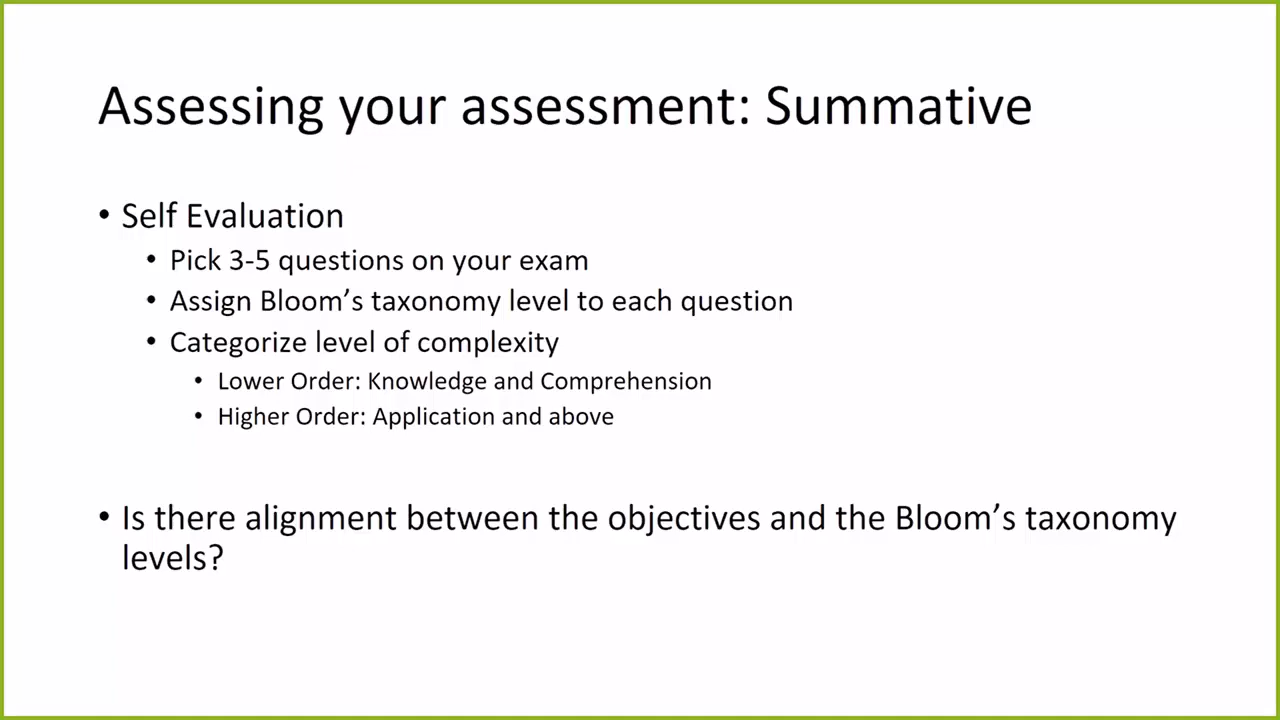 Assessing your assessment: Summative
• Self Evaluation
• Pick 3-5 questions on your exam
• Assign Bloom’s taxonomy level to each question
• Categorize level of complexity
• Lower Order: Knowledge and Comprehension
• Higher Order: Application and above
• Is there alignment between the objectives and the Bloom’s taxonomy
levels?